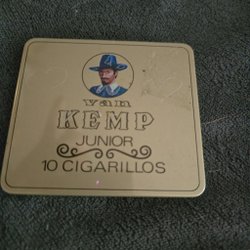 van
KEMP
JUNIOR
10 CIGARILLOS